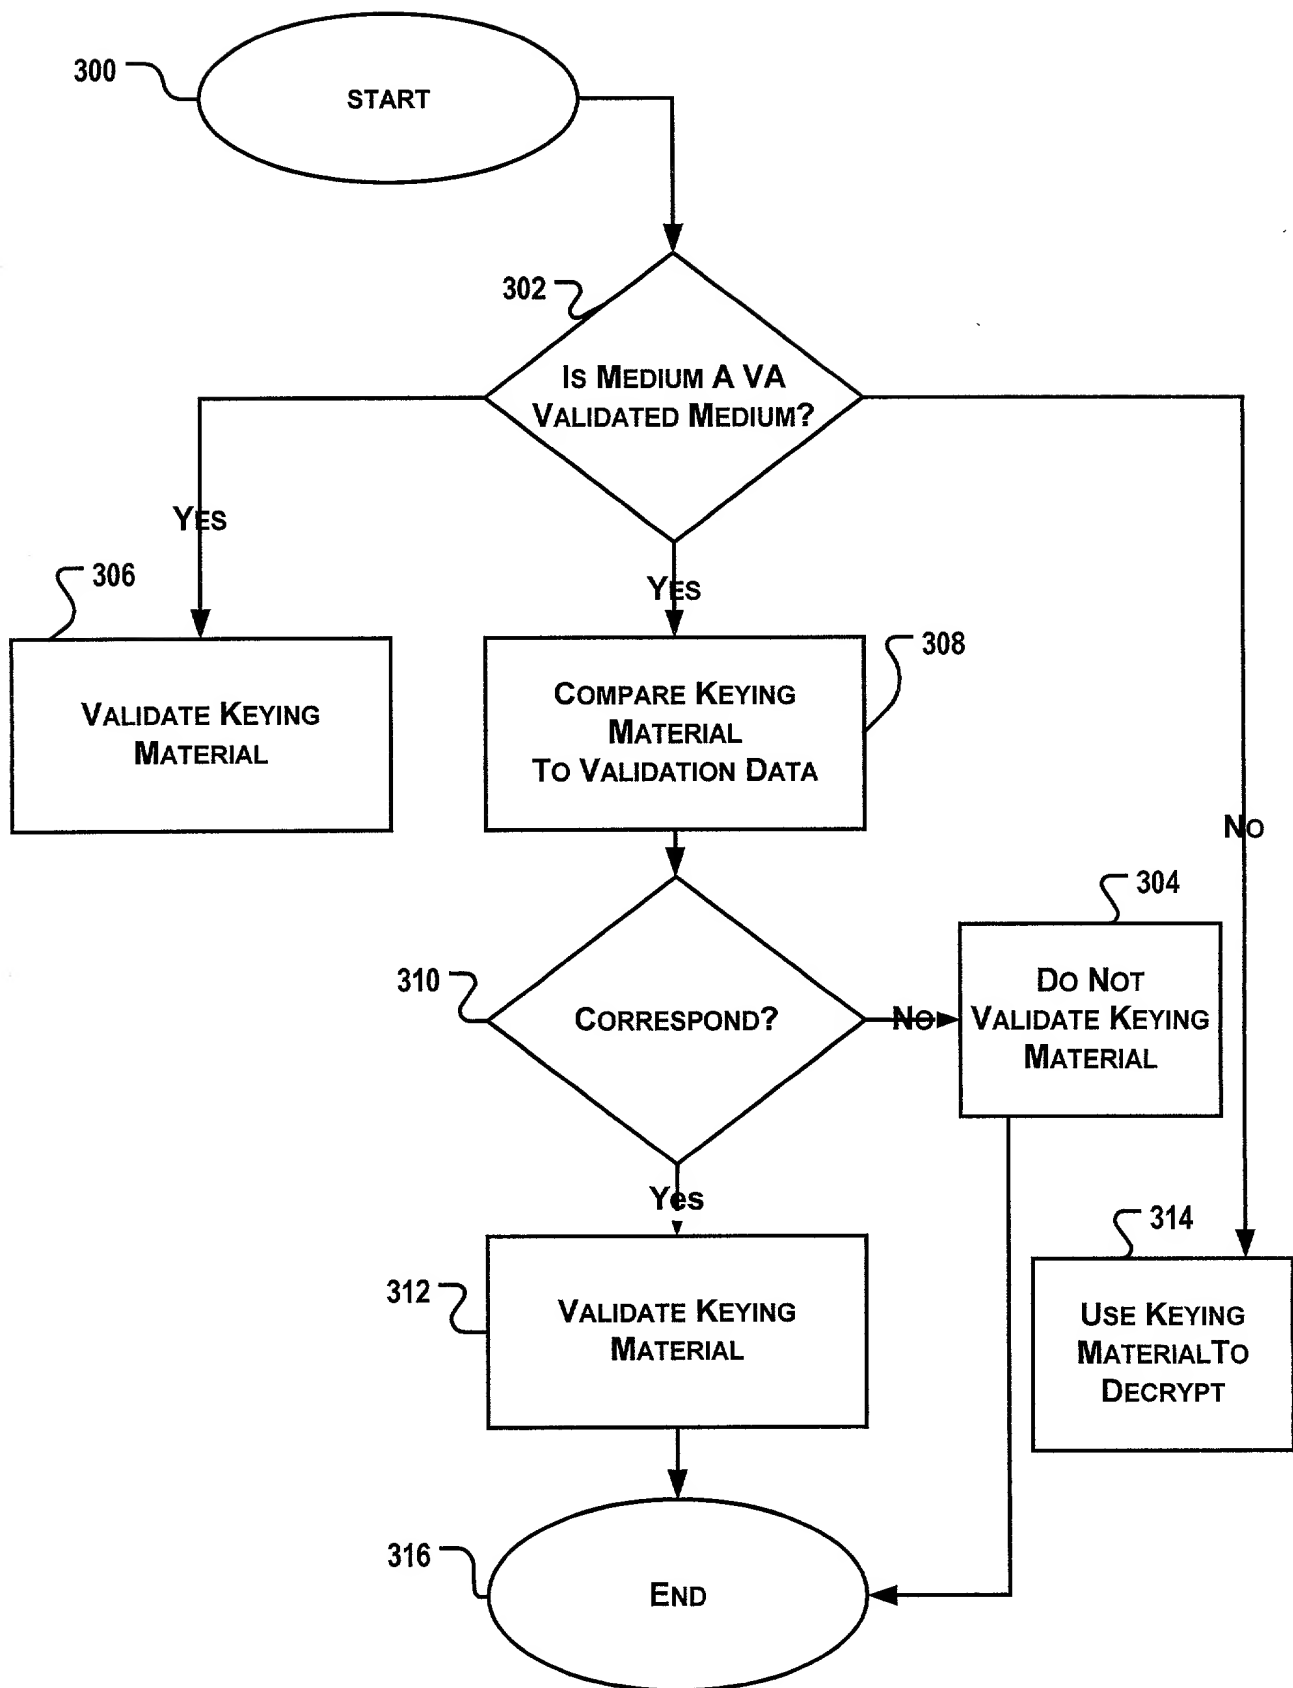 300
START
302
IS MEDIUM A VA
VALIDATED MEDIUM?
YES
YES
306
308
VALIDATE KEYING
MATERIAL
COMPARE KEYING
MATERIAL
TO VALIDATION DATA
NO
304
310
CORRESPOND?
NO
DO NOT
VALIDATE KEYING
MATERIAL
Yes
314
312
VALIDATE KEYING
MATERIAL
USE KEYING
MATERIALTO
DECRYPT
316
END